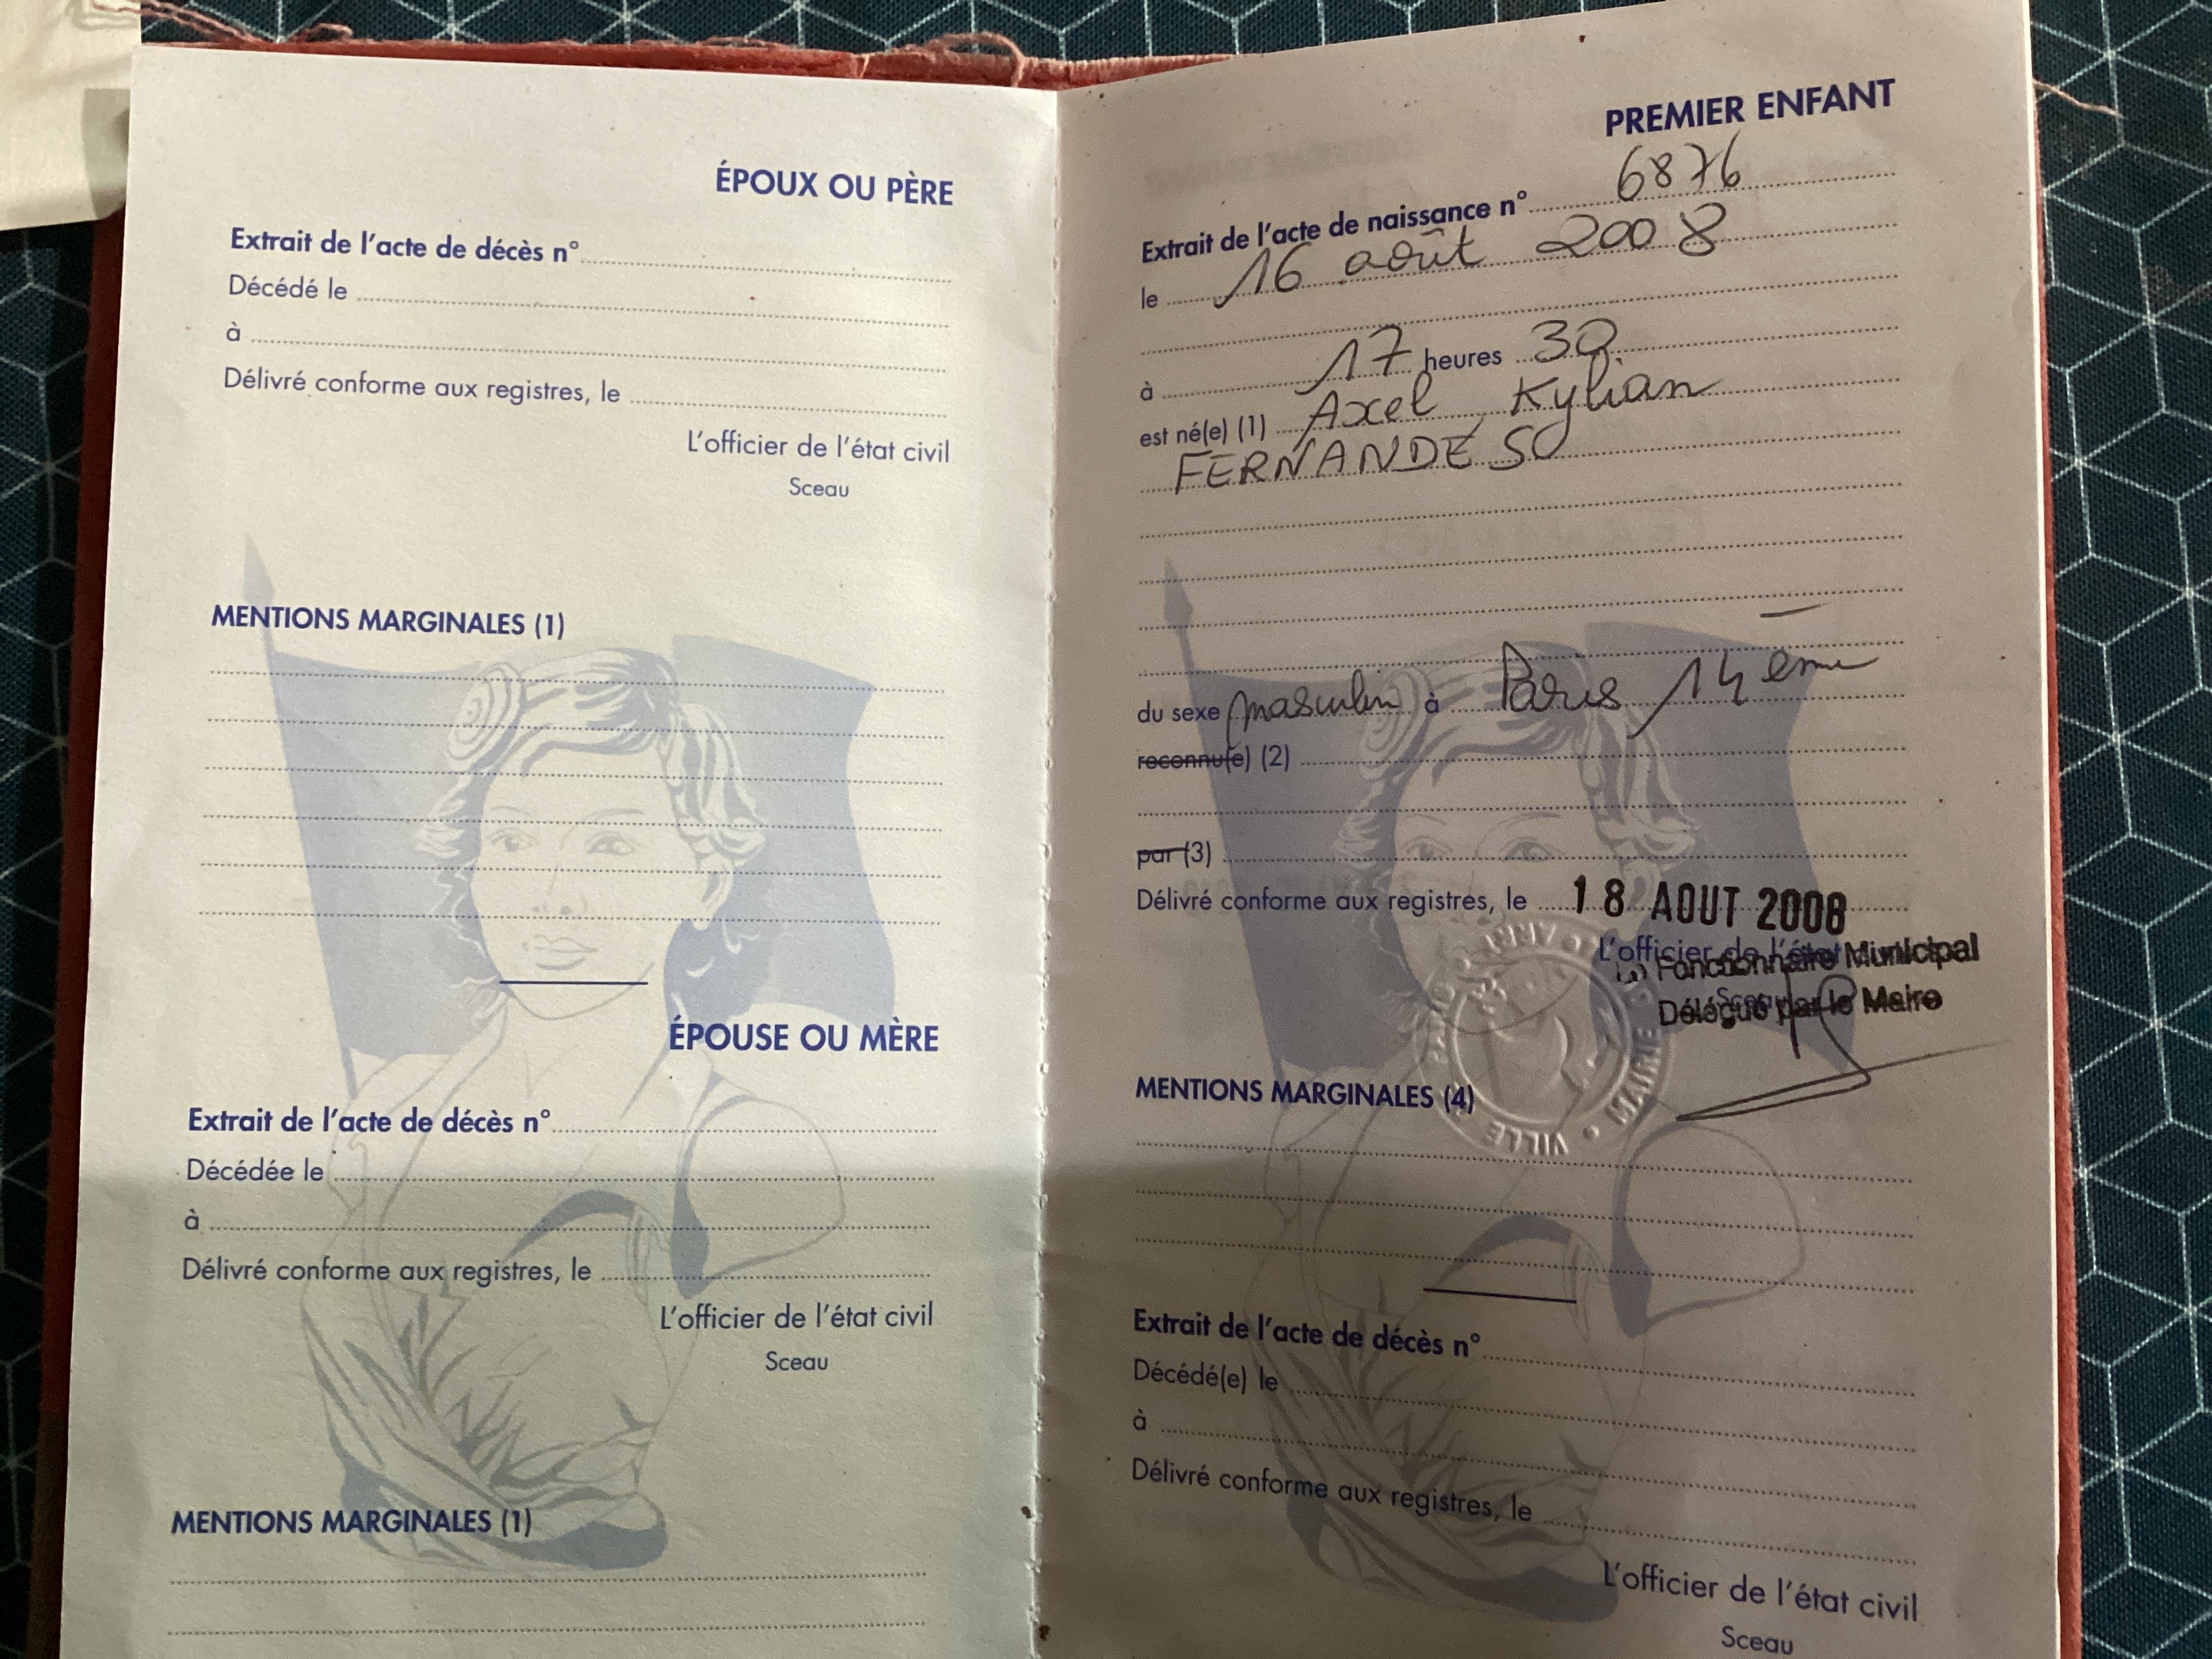 ÉPOUX OU PÈRE
Extrait de l'acte de décès n°
Décédé le
à
Délivré conforme aux registres, le
L'officier de l'état civil
Sceau
MENTIONS MARGINALES (1)
ÉPOUSE OU MÈRE
Extrait de l'acte de décès n°
Décédée le
à
Délivré conforme aux registres, le
L'officier de l'état civil
Sceau
MENTIONS MARGINALES (1)
PREMIER ENFANT
Extrait de l'acte de naissance n° 6876
le 16 août 2008
à 17 heures 30
est né(e) (1) Axel, Kylian
FERNANDES
du sexe masculin à Paris 14ème
reconnu(e) (2)
par (3)
Délivré conforme aux registres, le 18 AOUT 2008
L'officier de l'état
Fonctionnaire Municipal
Sceau
Délégué par le Maire
VILLE MAIRIE
MENTIONS MARGINALES (4)
Extrait de l'acte de décès n°
Décédé(e) le
à
Délivré conforme aux registres, le
L'officier de l'état civil
Sceau